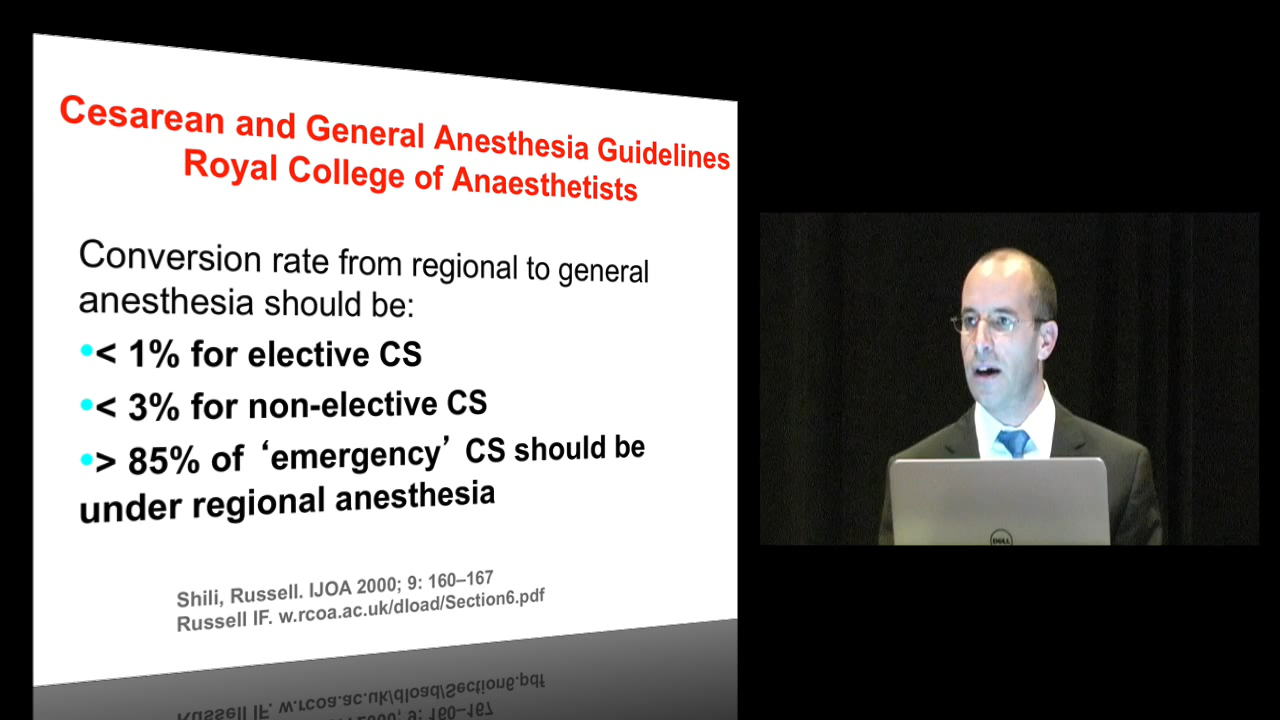 Cesarean and General Anesthesia Guidelines
Royal College of Anaesthetists
Conversion rate from regional to general
anesthesia should be:
•< 1% for elective CS
•< 3% for non-elective CS
•> 85% of ‘emergency’ CS should be
under regional anesthesia
Shili, Russell. IJOA 2000; 9: 160–167
Russell IF. w.rcoa.ac.uk/dload/Section6.pdf
DELL